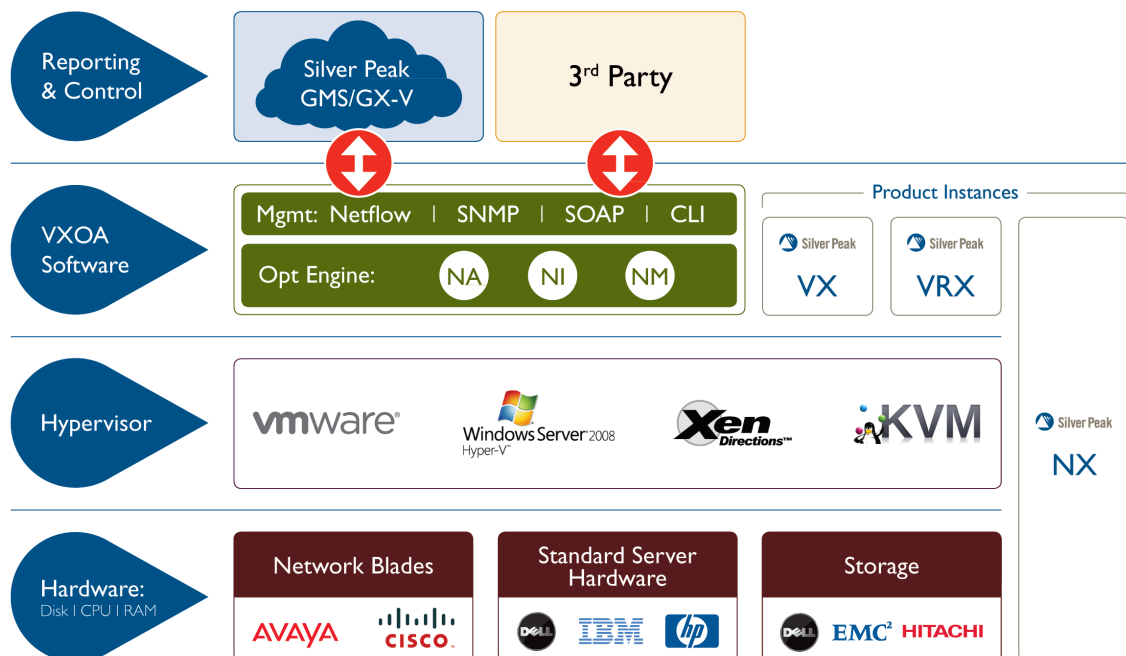 Reporting
& Control
Silver Peak
GMS/GX-V
3rd Party
VXOA
Software
Mgmt: Netflow | SNMP | SOAP | CLI
Opt Engine: NA NI NM
Product Instances
Silver Peak
VX
Silver Peak
VRX
Silver Peak
NX
Hypervisor
vmware®
Windows Server® 2008
Hyper-V™
Xen
Directions™
KVM
Hardware:
Disk | CPU | RAM
Network Blades
AVAYA
CISCO
Standard Server
Hardware
DELL
IBM
hp
Storage
DELL
EMC²
HITACHI